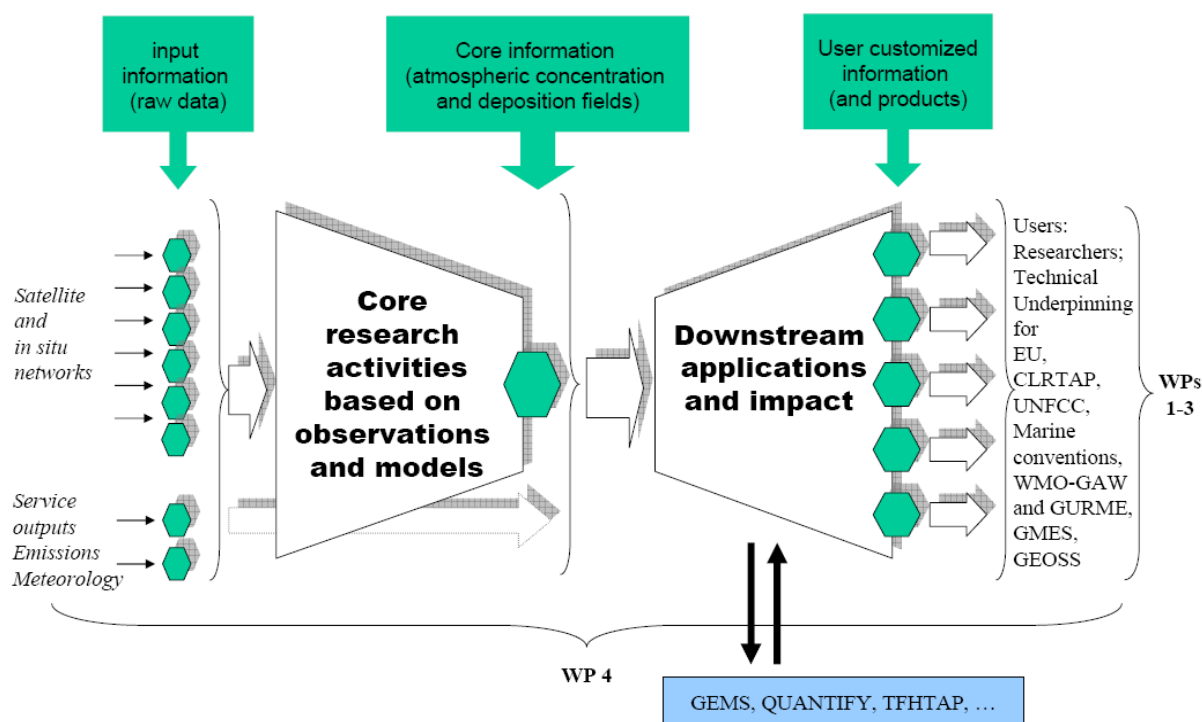 input
information
(raw data)
Core information
(atmospheric concentration
and deposition fields)
User customized
information
(and products)
Satellite
and
in situ
networks
Service
outputs
Emissions
Meteorology
Core
research
activities
based on
observations
and models
Downstream
applications
and impact
Users:
Researchers;
Technical
Underpinning
for
EU,
CLRTAP,
UNFCC,
Marine
conventions,
WMO-GAW
and GURME,
GMES,
GEOSS
WPs
1-3
WP 4
GEMS, QUANTIFY, TFHTAP, …